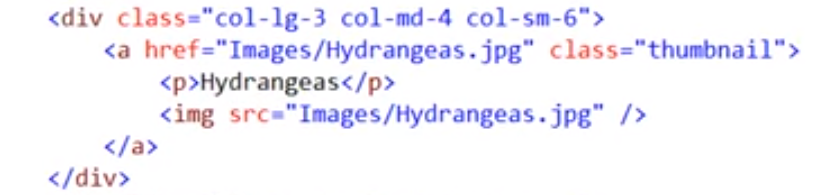 <div class="col-lg-3 col-md-4 col-sm-6">
<a href="Images/Hydrangeas.jpg" class="thumbnail">
<p>Hydrangeas</p>
<img src="Images/Hydrangeas.jpg" />
</a>
</div>